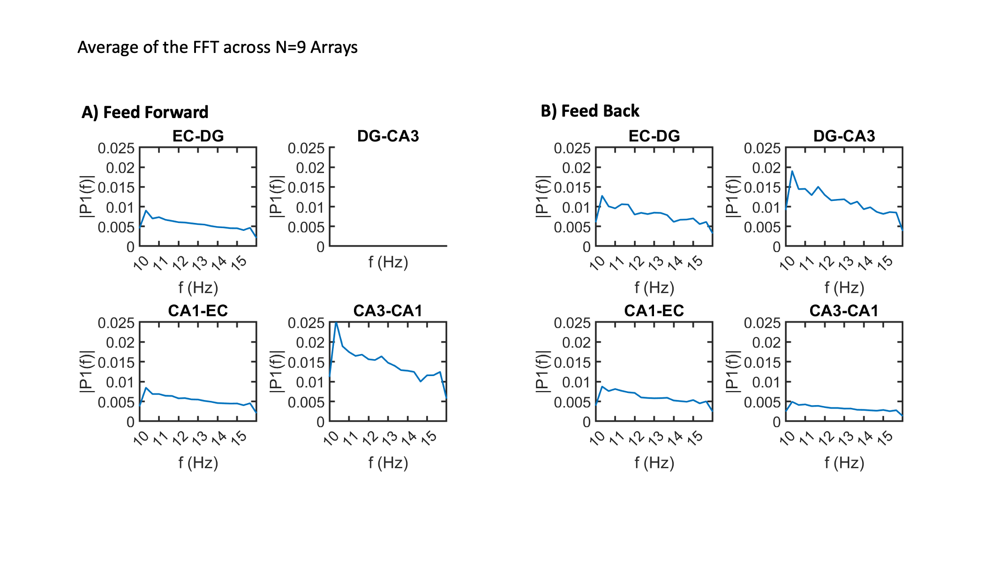 Average of the FFT across N=9 Arrays
A) Feed Forward
EC-DG
|P1(f)|
0.025
0.02
0.015
0.01
0.005
0
10 11 12 13 14 15
f (Hz)
DG-CA3
|P1(f)|
0.025
0.02
0.015
0.01
0.005
0
f (Hz)
CA1-EC
|P1(f)|
0.025
0.02
0.015
0.01
0.005
0
10 11 12 13 14 15
f (Hz)
CA3-CA1
|P1(f)|
0.025
0.02
0.015
0.01
0.005
0
10 11 12 13 14 15
f (Hz)
B) Feed Back
EC-DG
|P1(f)|
0.025
0.02
0.015
0.01
0.005
0
10 11 12 13 14 15
f (Hz)
DG-CA3
|P1(f)|
0.025
0.02
0.015
0.01
0.005
0
10 11 12 13 14 15
f (Hz)
CA1-EC
|P1(f)|
0.025
0.02
0.015
0.01
0.005
0
10 11 12 13 14 15
f (Hz)
CA3-CA1
|P1(f)|
0.025
0.02
0.015
0.01
0.005
0
10 11 12 13 14 15
f (Hz)